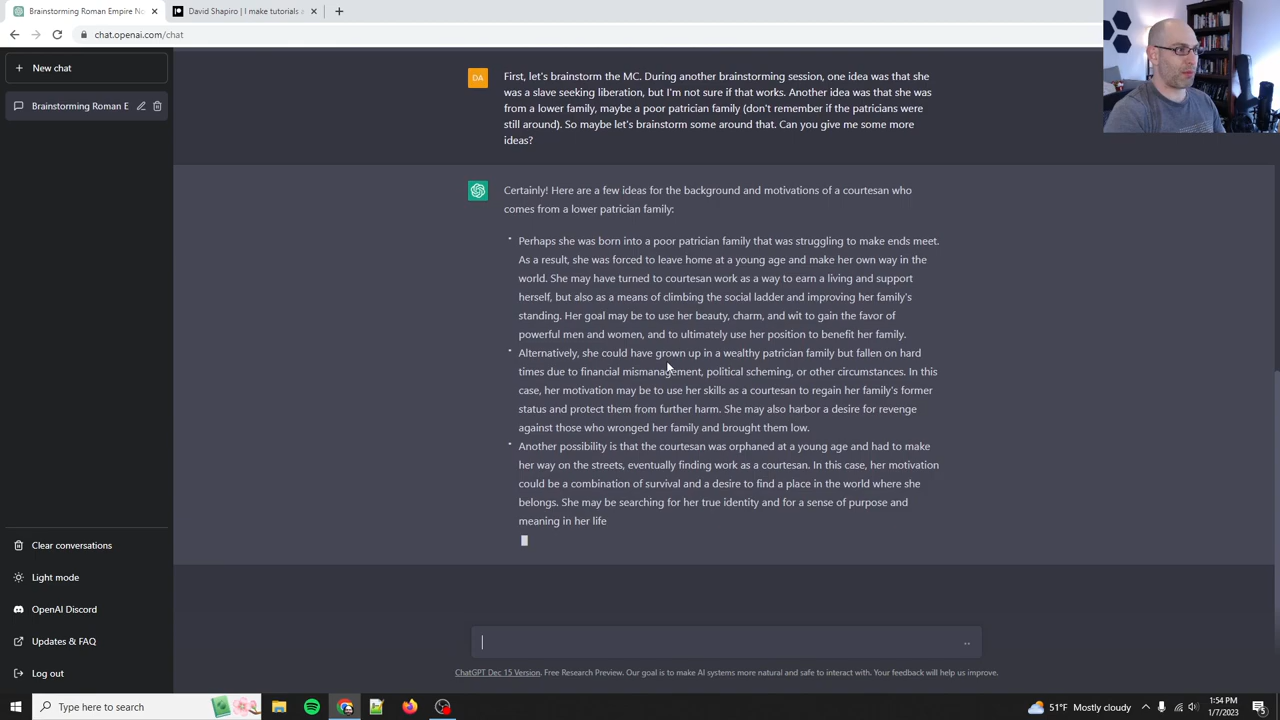 Brainstorming Roman Empire No
David Shapiro | I make tutorials a
chat.openai.com/chat
New chat
Brainstorming Roman E
DA
First, let's brainstorm the MC. During another brainstorming session, one idea was that she
was a slave seeking liberation, but I'm not sure if that works. Another idea was that she was
from a lower family, maybe a poor patrician family (don't remember if the patricians were
still around). So maybe let's brainstorm some around that. Can you give me some more
ideas?
Certainly! Here are a few ideas for the background and motivations of a courtesan who
comes from a lower patrician family:
• Perhaps she was born into a poor patrician family that was struggling to make ends meet.
As a result, she was forced to leave home at a young age and make her own way in the
world. She may have turned to courtesan work as a way to earn a living and support
herself, but also as a means of climbing the social ladder and improving her family's
standing. Her goal may be to use her beauty, charm, and wit to gain the favor of
powerful men and women, and to ultimately use her position to benefit her family.
• Alternatively, she could have grown up in a wealthy patrician family but fallen on hard
times due to financial mismanagement, political scheming, or other circumstances. In this
case, her motivation may be to use her skills as a courtesan to regain her family's former
status and protect them from further harm. She may also harbor a desire for revenge
against those who wronged her family and brought them low.
• Another possibility is that the courtesan was orphaned at a young age and had to make
her way on the streets, eventually finding work as a courtesan. In this case, her motivation
could be a combination of survival and a desire to find a place in the world where she
belongs. She may be searching for her true identity and for a sense of purpose and
meaning in her life
Clear conversations
Light mode
OpenAI Discord
Updates & FAQ
Log out
ChatGPT Dec 15 Version. Free Research Preview. Our goal is to make AI systems more natural and safe to interact with. Your feedback will help us improve.
Type here to search
51°F Mostly cloudy
1:54 PM
1/7/2023